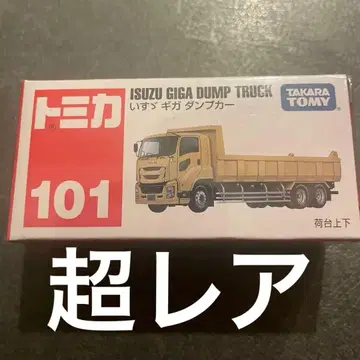 ISUZU GIGA DUMP TRUCK
いすゞ ギガ ダンプカー
TAKARA
TOMY
トミカ
101
荷台上下
超レア